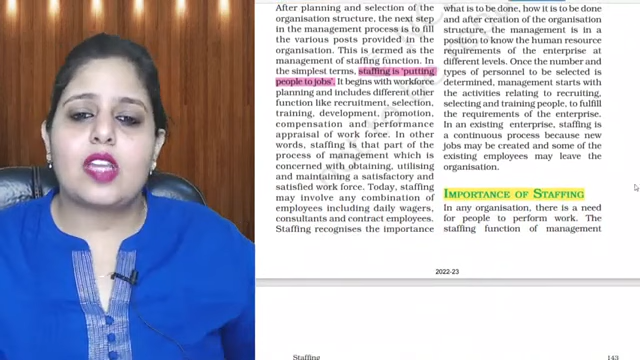 After planning and selection of the
organisation structure, the next step
in the management process is to fill
the various posts provided in the
organisation. This is termed as the
management of staffing function. In
the simplest terms, staffing is ‘putting
people to jobs’. It begins with workforce
planning and includes different other
function like recruitment, selection,
training, development, promotion,
compensation and performance
appraisal of work force. In other
words, staffing is that part of the
process of management which is
concerned with obtaining, utilising
and maintaining a satisfactory and
satisfied work force. Today, staffing
may involve any combination of
employees including daily wagers,
consultants and contract employees.
Staffing recognises the importance
what is to be done, how it is to be done
and after creation of the organisation
structure, the management is in a
position to know the human resource
requirements of the enterprise at
different levels. Once the number and
types of personnel to be selected is
determined, management starts with
the activities relating to recruiting,
selecting and training people, to fulfill
the requirements of the enterprise.
In an existing enterprise, staffing is
a continuous process because new
jobs may be created and some of the
existing employees may leave the
organisation.
IMPORTANCE OF STAFFING
In any organisation, there is a need
for people to perform work. The
staffing function of management
2022-23
Staffing
143